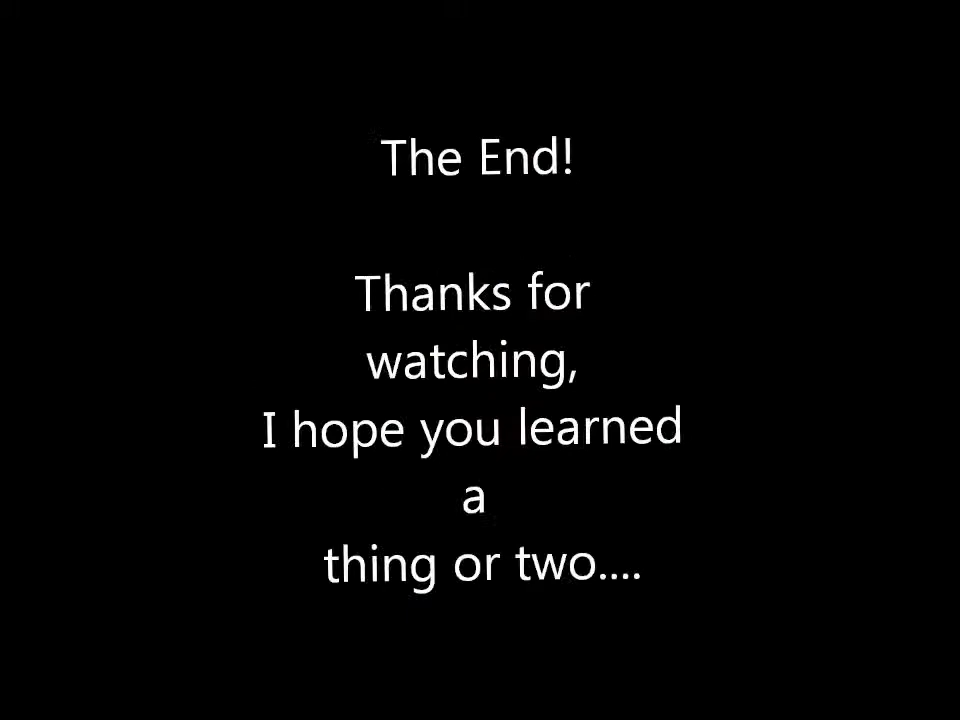 The End!
Thanks for
watching,
I hope you learned
a
thing or two....